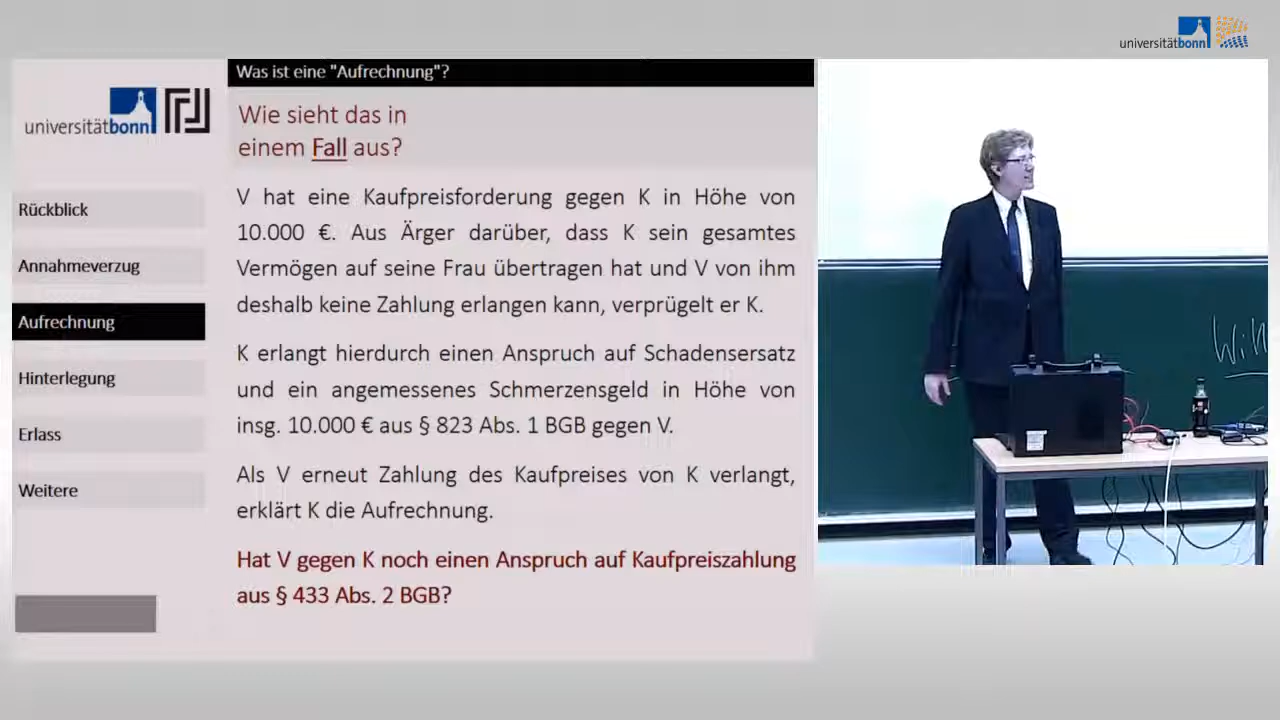 universitätbonn
Was ist eine "Aufrechnung"?
universitätbonn
Wie sieht das in
einem Fall aus?
Rückblick
Annahmeverzug
Aufrechnung
Hinterlegung
Erlass
Weitere
V hat eine Kaufpreisforderung gegen K in Höhe von
10.000 €. Aus Ärger darüber, dass K sein gesamtes
Vermögen auf seine Frau übertragen hat und V von ihm
deshalb keine Zahlung erlangen kann, verprügelt er K.
K erlangt hierdurch einen Anspruch auf Schadensersatz
und ein angemessenes Schmerzensgeld in Höhe von
insg. 10.000 € aus § 823 Abs. 1 BGB gegen V.
Als V erneut Zahlung des Kaufpreises von K verlangt,
erklärt K die Aufrechnung.
Hat V gegen K noch einen Anspruch auf Kaufpreiszahlung
aus § 433 Abs. 2 BGB?